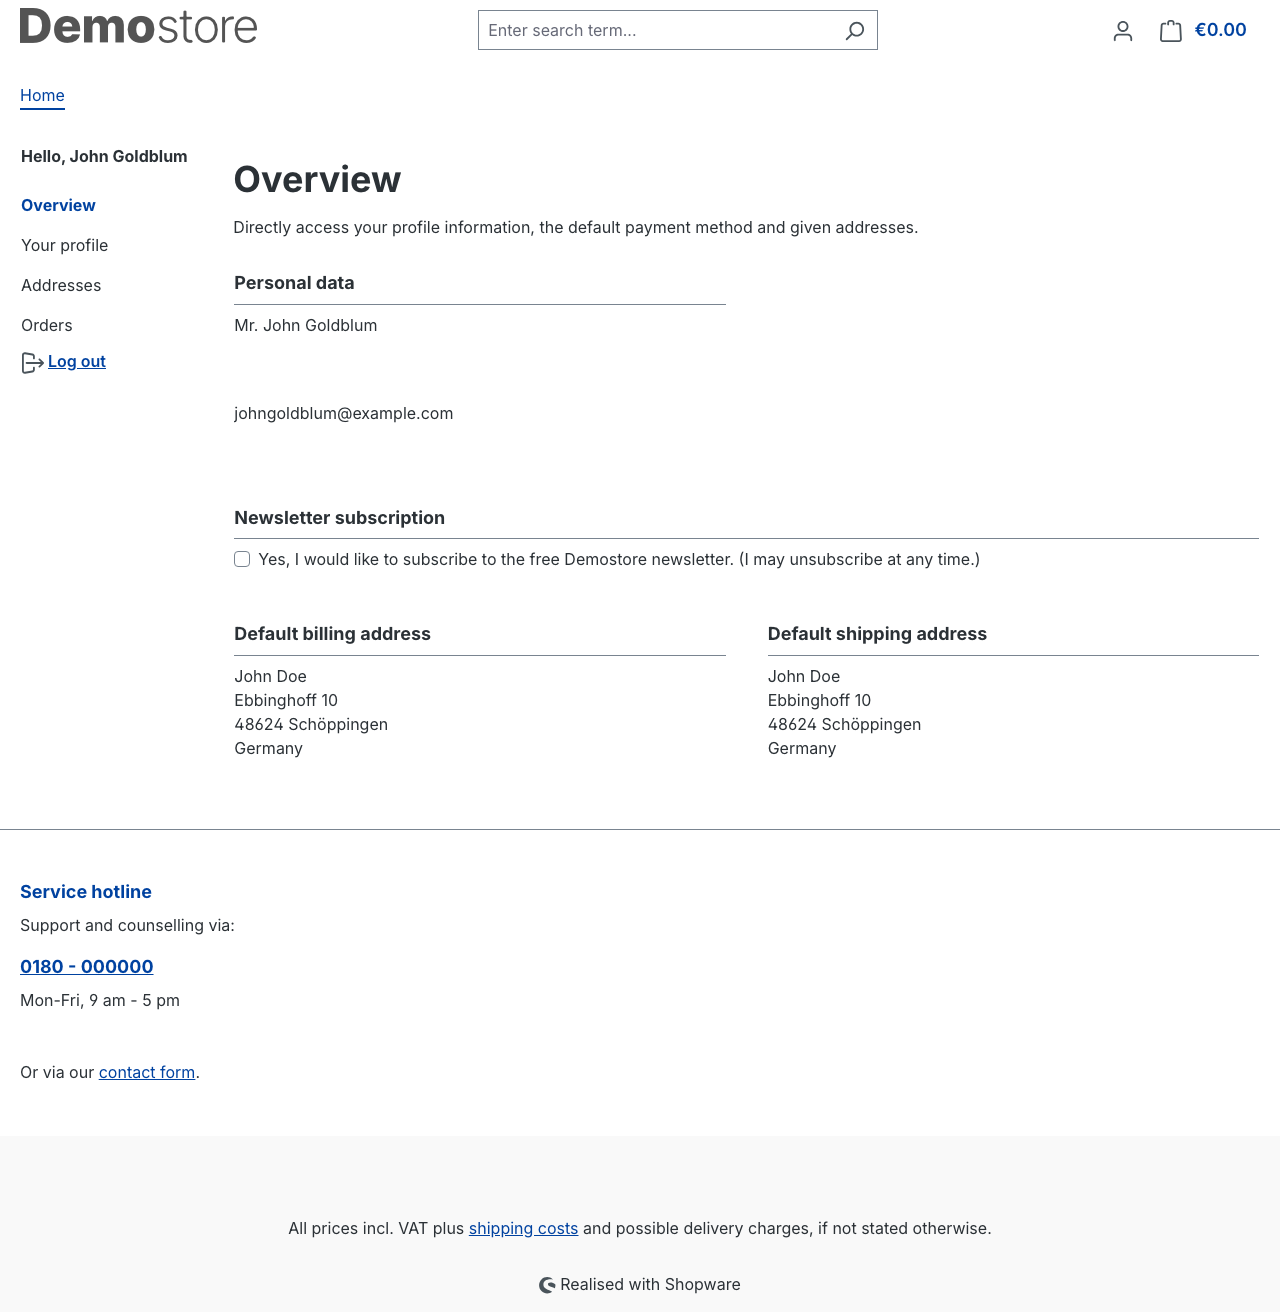 Demostore
Enter search term...
€0.00
Home
Hello, John Goldblum
Overview
Your profile
Addresses
Orders
Log out
Overview
Directly access your profile information, the default payment method and given addresses.
Personal data
Mr. John Goldblum
johngoldblum@example.com
Newsletter subscription
Yes, I would like to subscribe to the free Demostore newsletter. (I may unsubscribe at any time.)
Default billing address
John Doe
Ebbinghoff 10
48624 Schöppingen
Germany
Default shipping address
John Doe
Ebbinghoff 10
48624 Schöppingen
Germany
Service hotline
Support and counselling via:
0180 - 000000
Mon-Fri, 9 am - 5 pm
Or via our contact form.
All prices incl. VAT plus shipping costs and possible delivery charges, if not stated otherwise.
Realised with Shopware